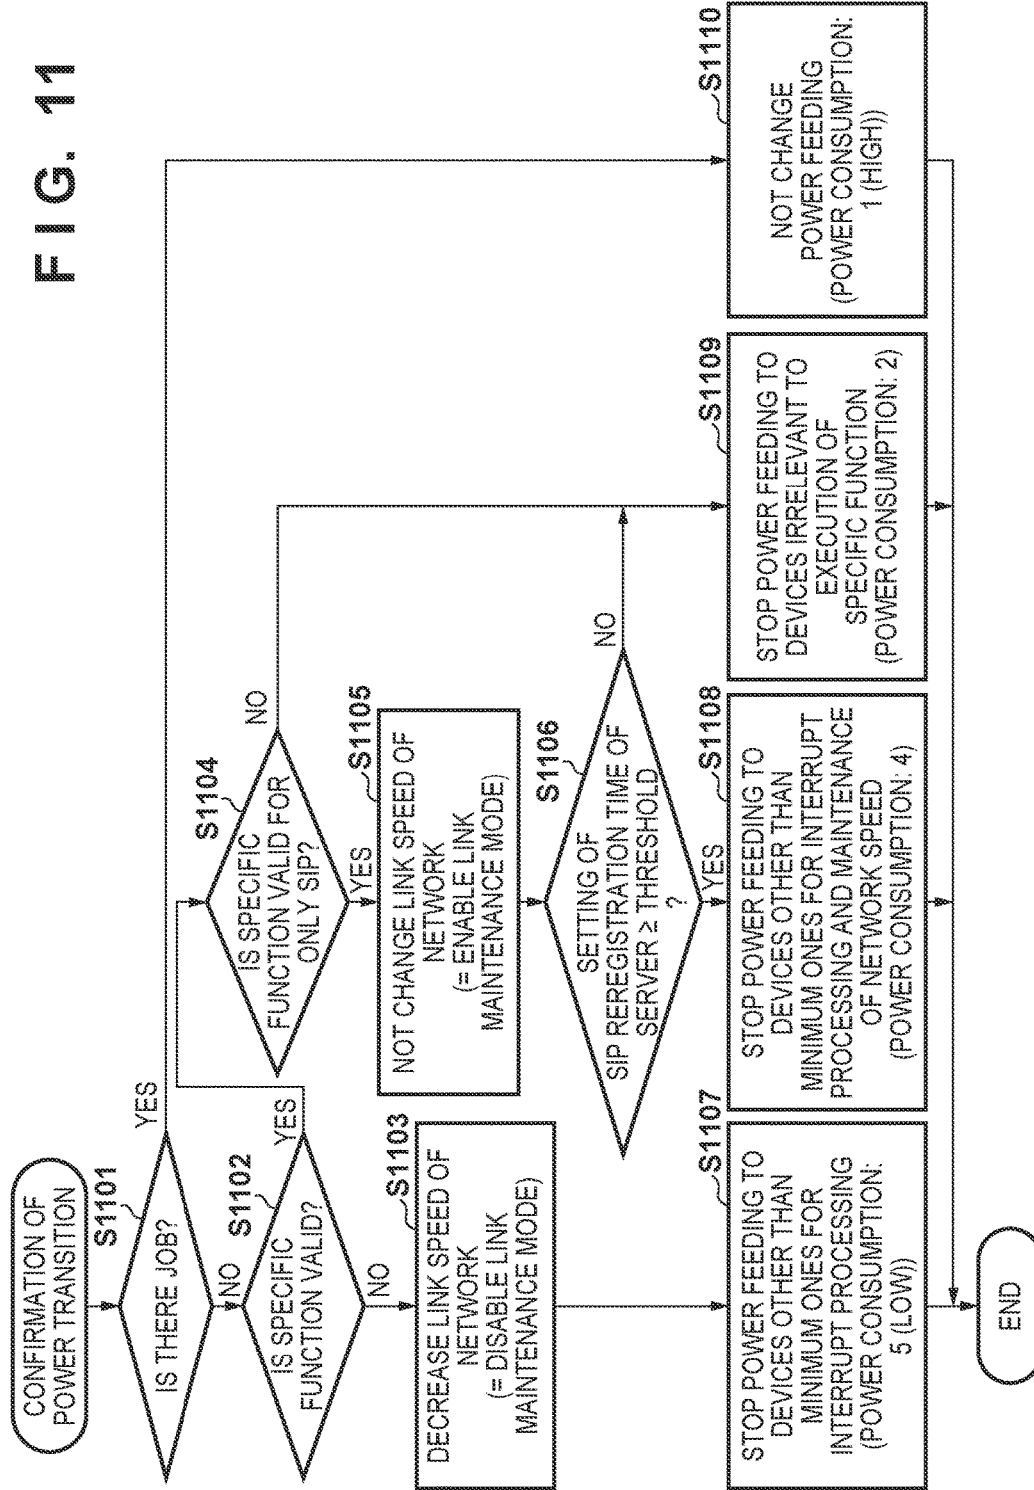 FIG. 11
CONFIRMATION OF
POWER TRANSITION
S1101
IS THERE JOB?
YES
NO
S1102
IS SPECIFIC
FUNCTION VALID?
YES
NO
S1103
DECREASE LINK SPEED OF
NETWORK
(= DISABLE LINK
MAINTENANCE MODE)
S1104
IS SPECIFIC
FUNCTION VALID FOR
ONLY SIP?
NO
YES
S1105
NOT CHANGE LINK SPEED OF
NETWORK
(= ENABLE LINK
MAINTENANCE MODE)
S1106
SETTING OF
SIP REREGISTRATION TIME OF
SERVER ≥ THRESHOLD
?
NO
YES
S1107
STOP POWER FEEDING TO
DEVICES OTHER THAN
MINIMUM ONES FOR
INTERRUPT PROCESSING
(POWER CONSUMPTION:
5 (LOW))
S1108
STOP POWER FEEDING TO
DEVICES OTHER THAN
MINIMUM ONES FOR INTERRUPT
PROCESSING AND MAINTENANCE
OF NETWORK SPEED
(POWER CONSUMPTION: 4)
S1109
STOP POWER FEEDING TO
DEVICES IRRELEVANT TO
EXECUTION OF
SPECIFIC FUNCTION
(POWER CONSUMPTION: 2)
S1110
NOT CHANGE
POWER FEEDING
(POWER CONSUMPTION:
1 (HIGH))
END